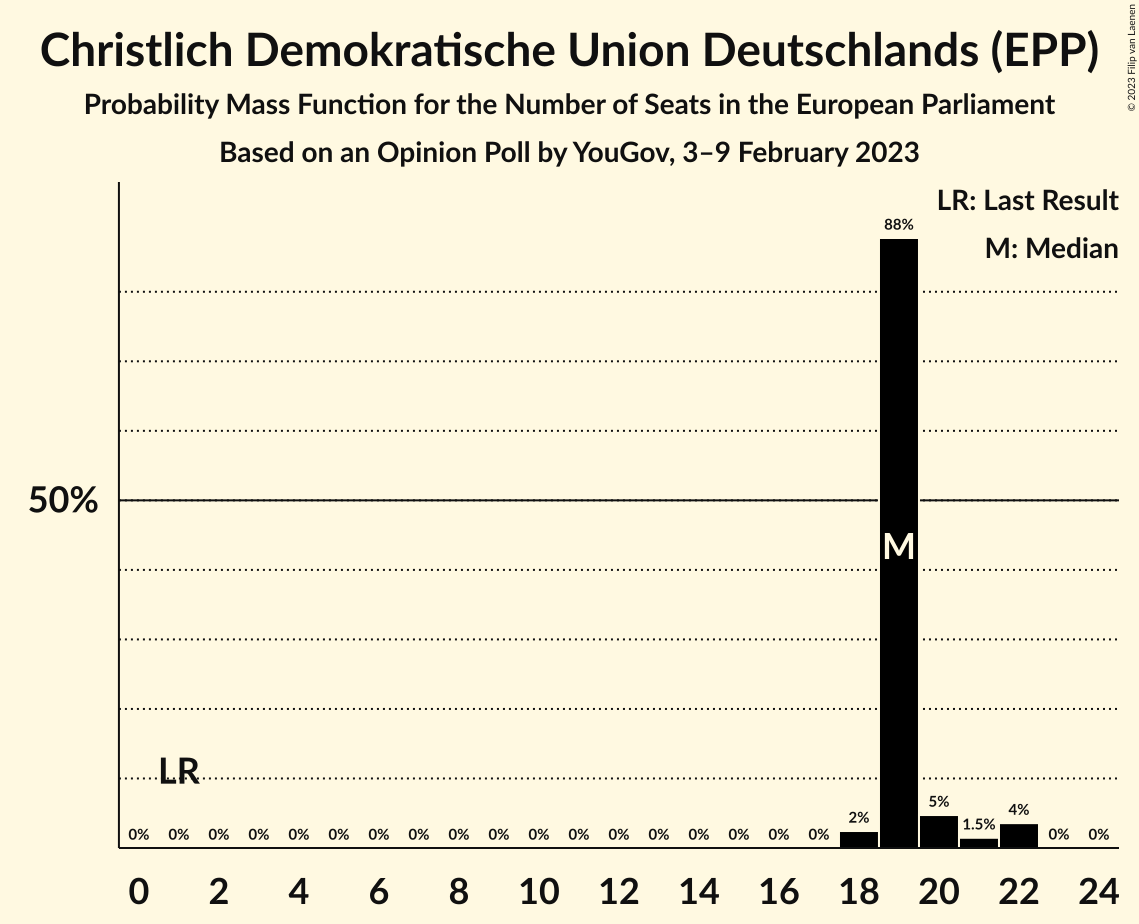 Christlich Demokratische Union Deutschlands (EPP)
Probability Mass Function for the Number of Seats in the European Parliament
Based on an Opinion Poll by YouGov, 3–9 February 2023
© 2023 Filip van Laenen
LR: Last Result
M: Median
88%
50%
M
LR
0% 0% 0% 0% 0% 0% 0% 0% 0% 0% 0% 0% 0% 0% 0% 0% 0% 0% 2% 5% 1.5% 4% 0% 0%
0 2 4 6 8 10 12 14 16 18 20 22 24